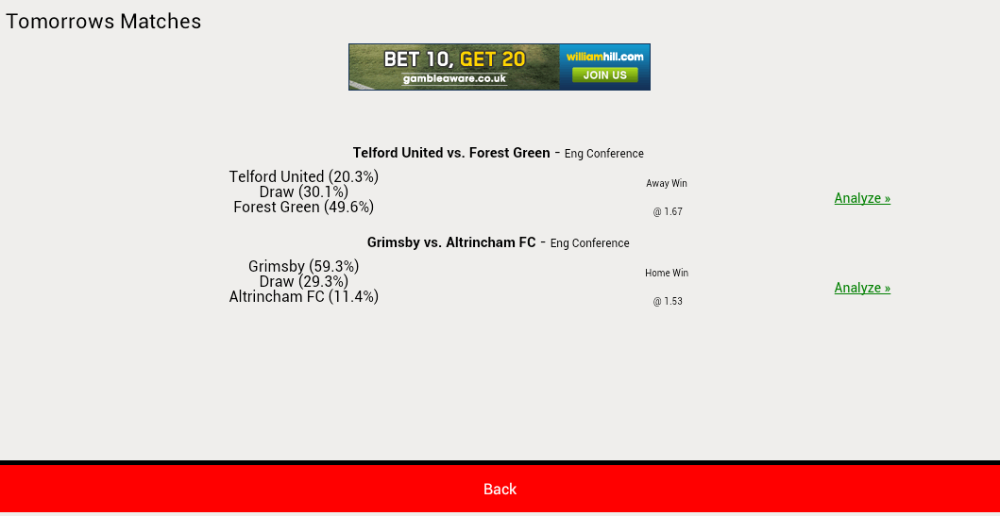 Tomorrows Matches
BET 10, GET 20
gambleaware.co.uk
williamhill.com
JOIN US
Telford United vs. Forest Green - Eng Conference
Telford United (20.3%)
Draw (30.1%)
Forest Green (49.6%)
Away Win
@ 1.67
Analyze »
Grimsby vs. Altrincham FC - Eng Conference
Grimsby (59.3%)
Draw (29.3%)
Altrincham FC (11.4%)
Home Win
@ 1.53
Analyze »
Back